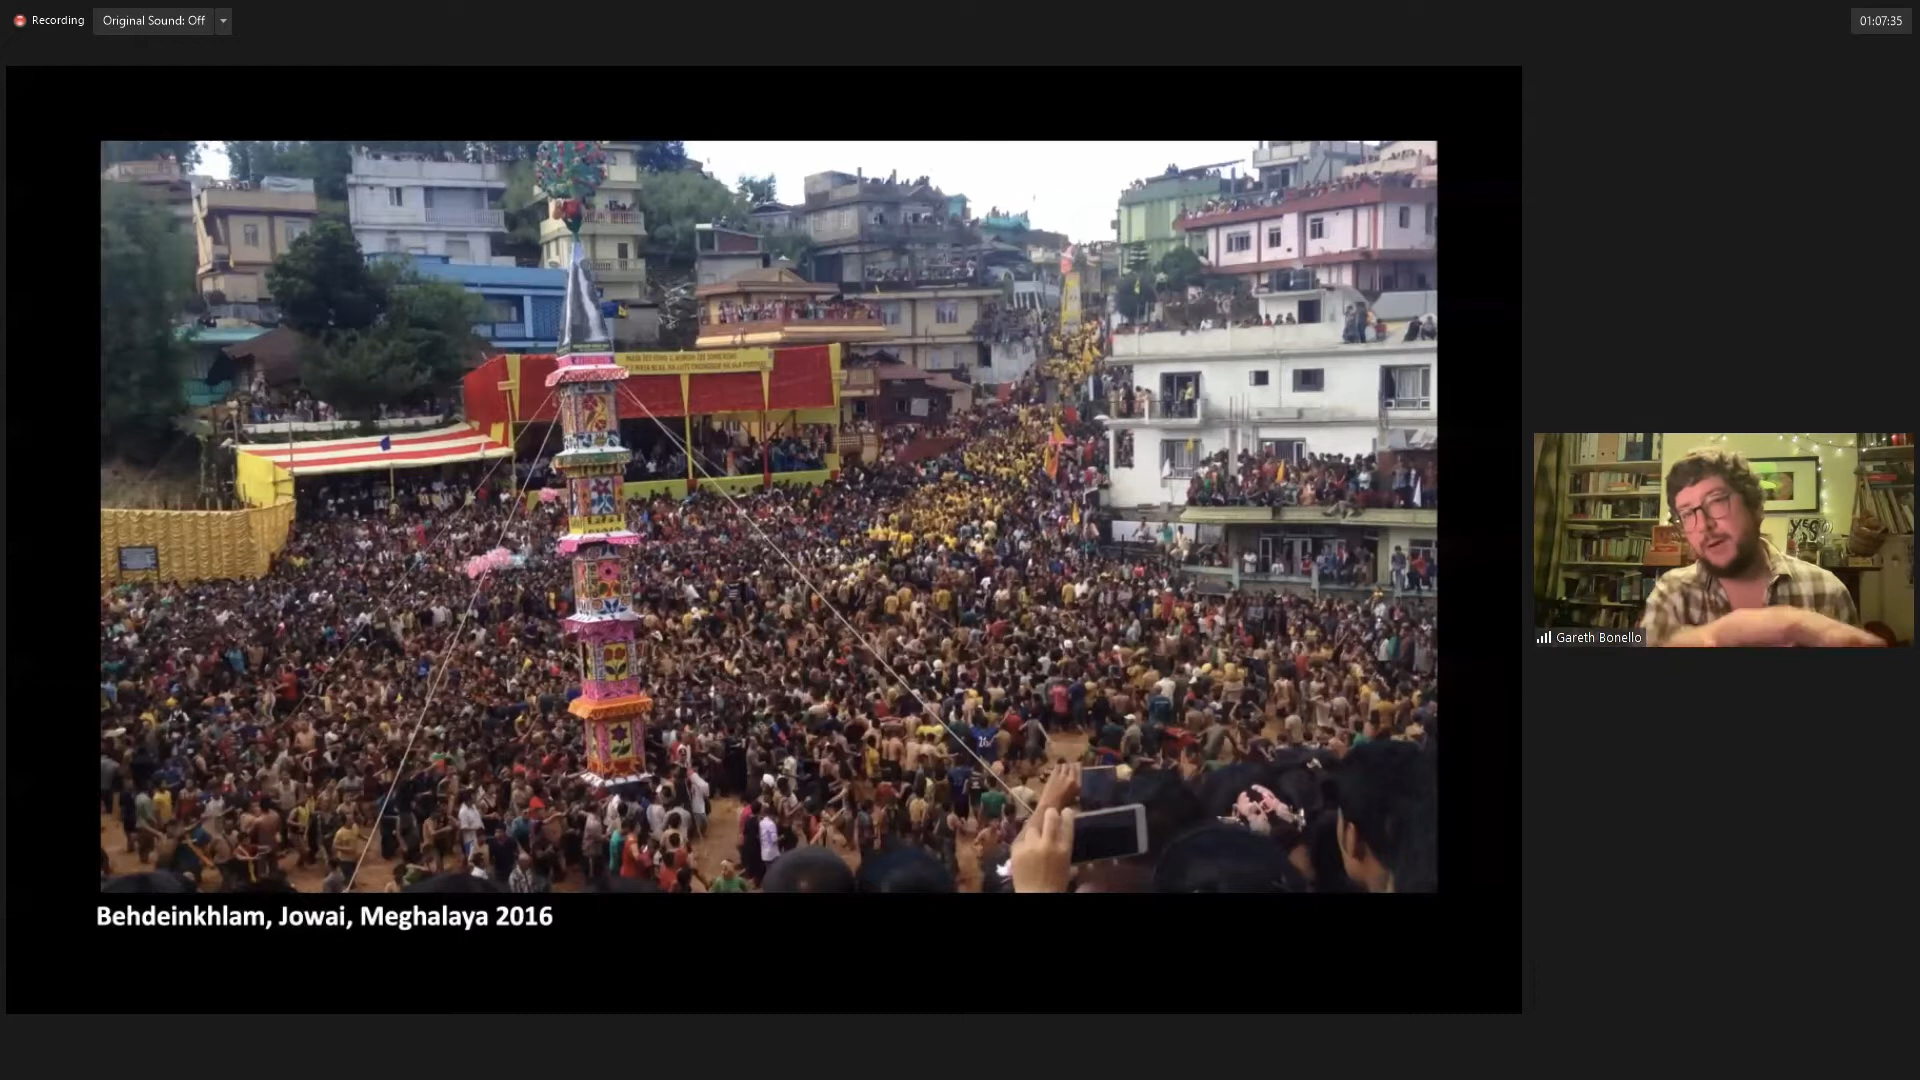 Recording
Original Sound: Off
01:07:35
Gareth Bonello
Behdeinkhlam, Jowai, Meghalaya 2016